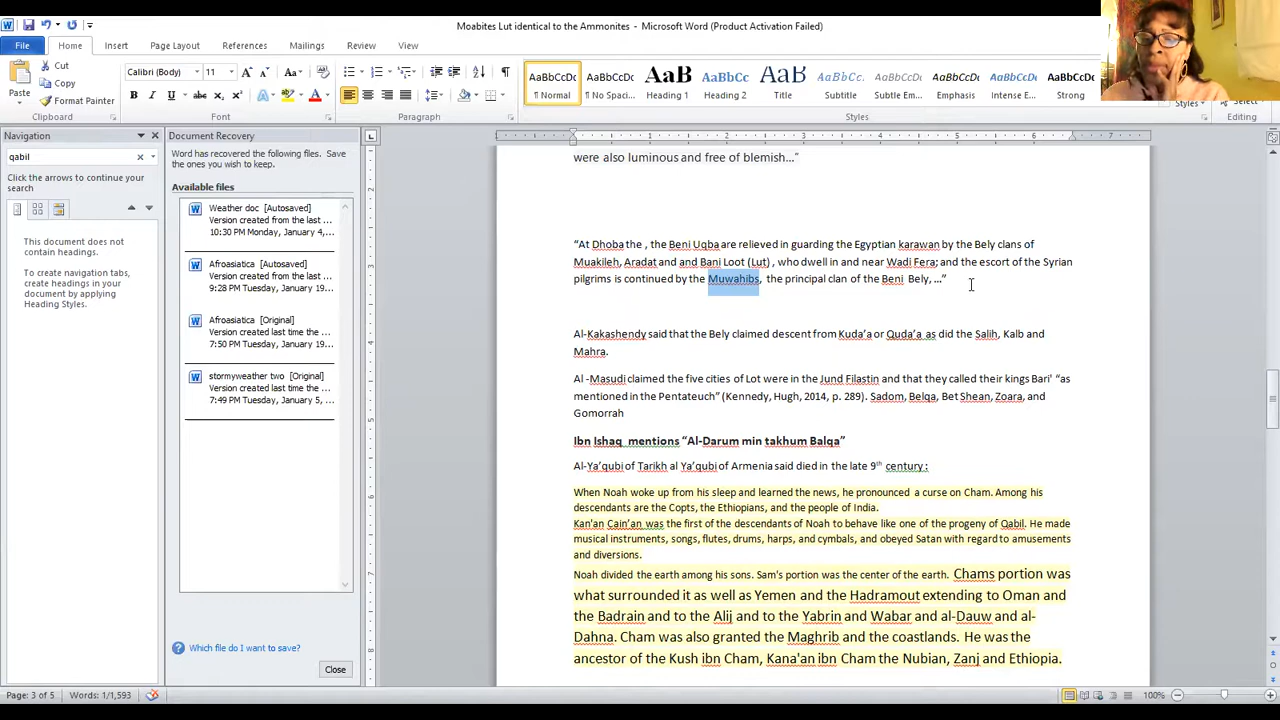 Moabites Lut identical to the Ammonites - Microsoft Word (Product Activation Failed)
File Home Insert Page Layout References Mailings Review View
Cut
Copy
Format Painter
Paste
Clipboard
Calibri (Body) 11
Font
Paragraph
AaBbCcDc AaBbCcDc AaB AaBbCc AaB AaBbCcL AaBbCcDc AaBbCcDc AaBbCcDc AaBbCcDc
¶ Normal ¶ No Spaci... Heading 1 Heading 2 Title Subtitle Subtle Em... Emphasis Intense E... Strong
Styles
Styles
Select
Editing
Navigation
qabil
Click the arrows to continue your
search
This document does not
contain headings.
To create navigation tabs,
create headings in your
document by applying
Heading Styles.
Document Recovery
Word has recovered the following files. Save
the ones you wish to keep.
Available files
Weather doc [Autosaved]
Version created from the last ...
10:30 PM Monday, January 4,...
Afroasiatica [Autosaved]
Version created from the last ...
9:28 PM Tuesday, January 19...
Afroasiatica [Original]
Version created last time the ...
7:50 PM Tuesday, January 19...
stormyweather two [Original]
Version created last time the ...
7:49 PM Tuesday, January 5, ...
Which file do I want to save?
Close
were also luminous and free of blemish..."
“At Dhoba the , the Beni Uqba are relieved in guarding the Egyptian karawan by the Bely clans of
Muakileh, Aradat and and Bani Loot (Lut) , who dwell in and near Wadi Fera; and the escort of the Syrian
pilgrims is continued by the Muwahibs, the principal clan of the Beni Bely, ...”
Al-Kakashendy said that the Bely claimed descent from Kuda’a or Quda’a as did the Salih, Kalb and
Mahra.
Al -Masudi claimed the five cities of Lot were in the Jund Filastin and that they called their kings Bari' “as
mentioned in the Pentateuch” (Kennedy, Hugh, 2014, p. 289). Sadom, Belqa, Bet Shean, Zoara, and
Gomorrah
Ibn Ishaq mentions “Al-Darum min takhum Balqa”
Al-Ya’qubi of Tarikh al Ya’qubi of Armenia said died in the late 9th century :
When Noah woke up from his sleep and learned the news, he pronounced a curse on Cham. Among his
descendants are the Copts, the Ethiopians, and the people of India.
Kan'an Cain’an was the first of the descendants of Noah to behave like one of the progeny of Qabil. He made
musical instruments, songs, flutes, drums, harps, and cymbals, and obeyed Satan with regard to amusements
and diversions.
Noah divided the earth among his sons. Sam's portion was the center of the earth. Chams portion was
what surrounded it as well as Yemen and the Hadramout extending to Oman and
the Badrain and to the Alij and to the Yabrin and Wabar and al-Dauw and al-
Dahna. Cham was also granted the Maghrib and the coastlands. He was the
ancestor of the Kush ibn Cham, Kana'an ibn Cham the Nubian, Zanj and Ethiopia.
Page: 3 of 5 Words: 1/1,593
100%